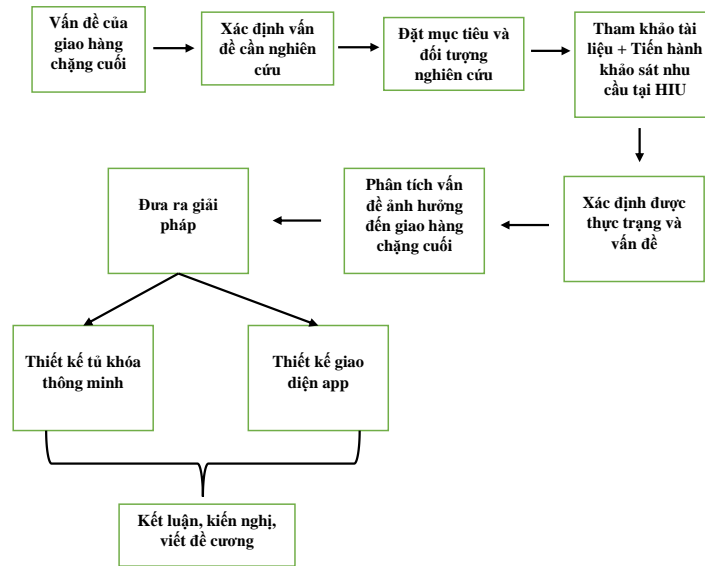 Vấn đề của
giao hàng
chặng cuối
Xác định vấn
đề cần nghiên
cứu
Đặt mục tiêu và
đối tượng
nghiên cứu
Tham khảo tài
liệu + Tiến hành
khảo sát nhu
cầu tại HIU
Xác định được
thực trạng và
vấn đề
Phân tích vấn
đề ảnh hưởng
đến giao hàng
chặng cuối
Đưa ra giải
pháp
Thiết kế tủ khóa
thông minh
Thiết kế giao
diện app
Kết luận, kiến nghị,
viết đề cương